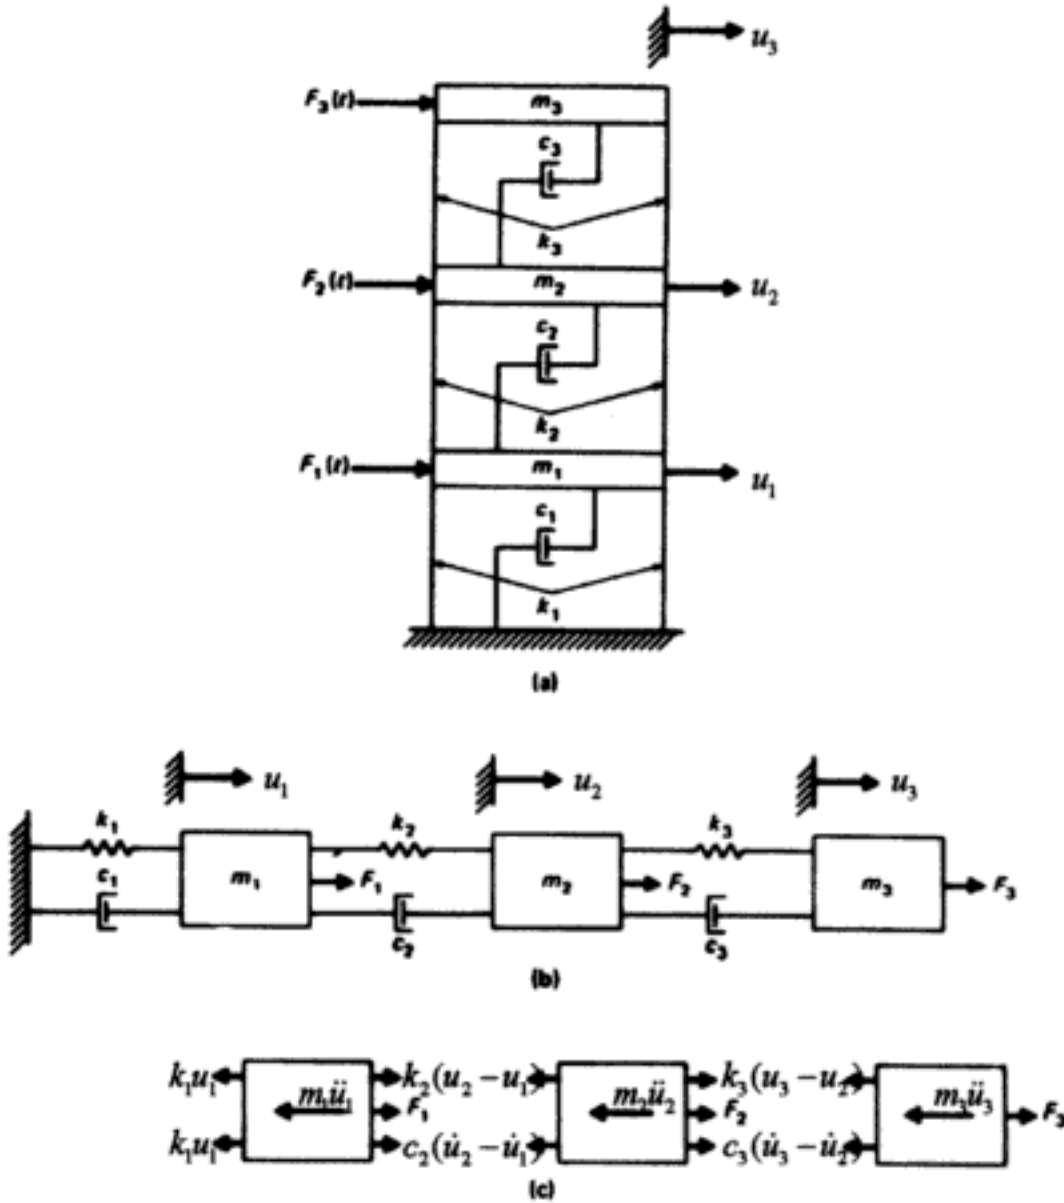 u₃
F₃(t) m₃
c₃
k₃
F₂(t) m₂ u₂
c₂
k₂
F₁(t) m₁ u₁
c₁
k₁
(a)
u₁ u₂ u₃
k₁ k₂ k₃
c₁ m₁ F₁ m₂ F₂ m₃ F₃
c₂ c₃
(b)
k₁u₁ k₂(u₂ − u₁) k₃(u₃ − u₂)
m₁ü₁ F₁ m₂ü₂ F₂ m₃ü₃ F₃
k₁u₁ c₂(u̇₂ − u̇₁) c₃(u̇₃ − u̇₂)
(c)